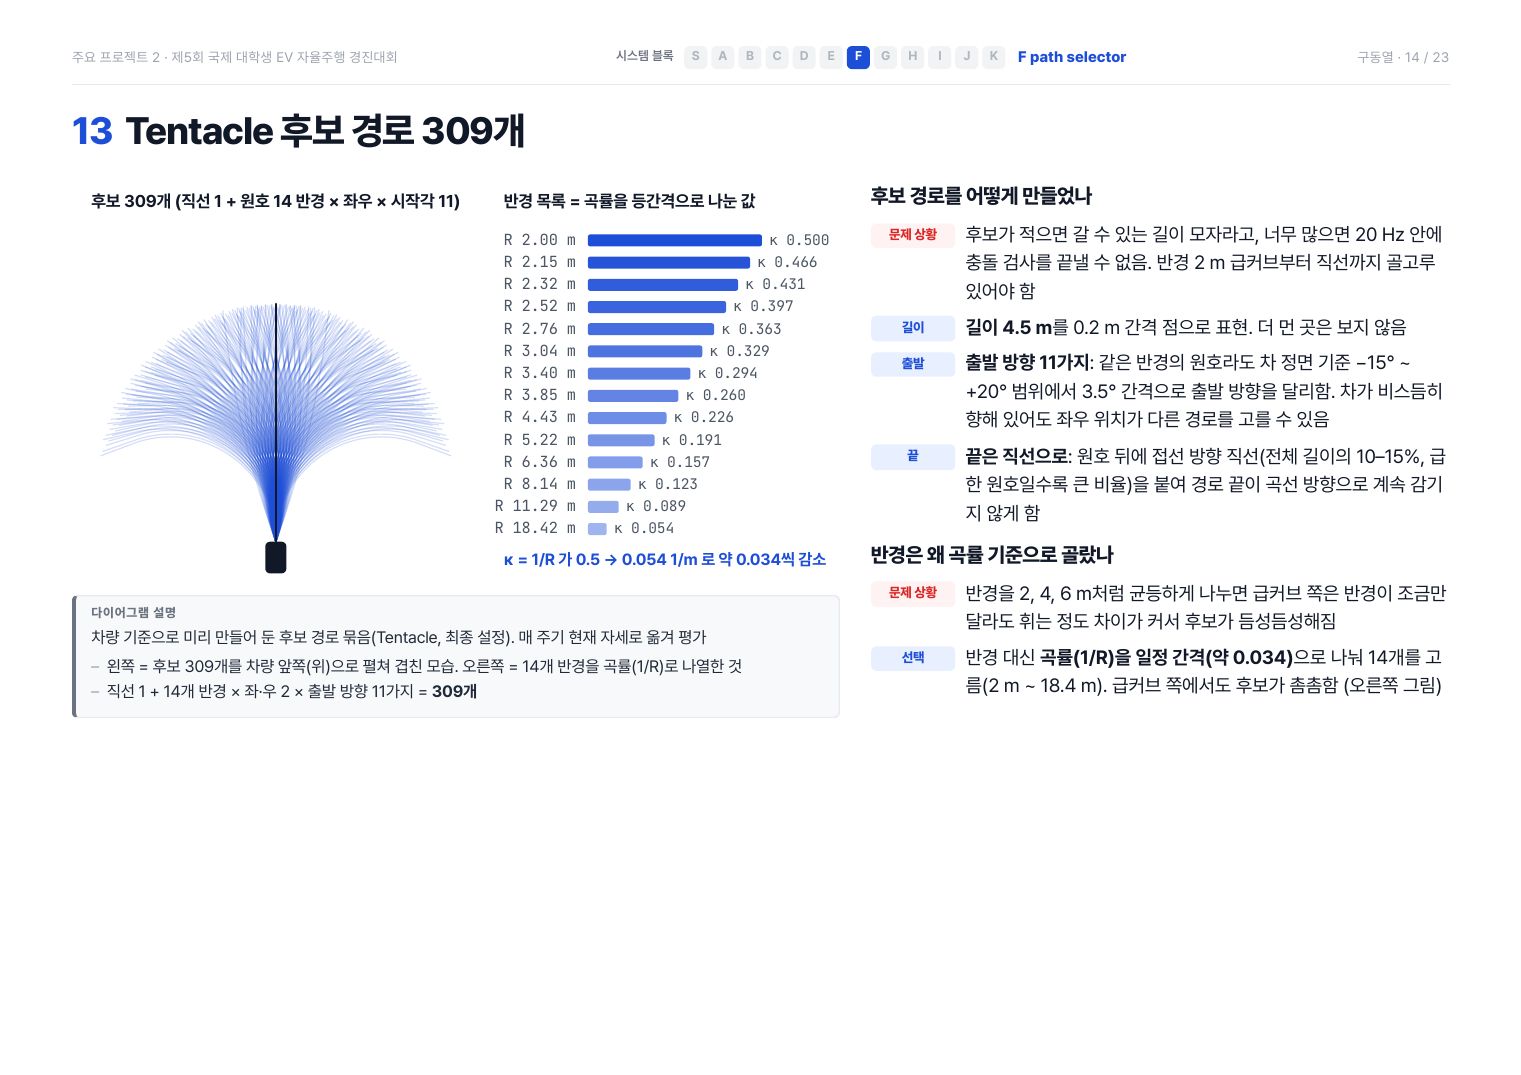 주요 프로젝트 2 · 제5회 국제 대학생 EV 자율주행 경진대회
시스템 블록 S A B C D E F G H I J K F path selector
구동열 · 14 / 23
13 Tentacle 후보 경로 309개
후보 309개 (직선 1 + 원호 14 반경 × 좌우 × 시작각 11)
반경 목록 = 곡률을 등간격으로 나눈 값
R 2.00 m κ 0.500
R 2.15 m κ 0.466
R 2.32 m κ 0.431
R 2.52 m κ 0.397
R 2.76 m κ 0.363
R 3.04 m κ 0.329
R 3.40 m κ 0.294
R 3.85 m κ 0.260
R 4.43 m κ 0.226
R 5.22 m κ 0.191
R 6.36 m κ 0.157
R 8.14 m κ 0.123
R 11.29 m κ 0.089
R 18.42 m κ 0.054
κ = 1/R 가 0.5 → 0.054 1/m 로 약 0.034씩 감소
다이어그램 설명
차량 기준으로 미리 만들어 둔 후보 경로 묶음(Tentacle, 최종 설정). 매 주기 현재 자세로 옮겨 평가
– 왼쪽 = 후보 309개를 차량 앞쪽(위)으로 펼쳐 겹친 모습. 오른쪽 = 14개 반경을 곡률(1/R)로 나열한 것
– 직선 1 + 14개 반경 × 좌·우 2 × 출발 방향 11가지 = 309개
후보 경로를 어떻게 만들었나
문제 상황
후보가 적으면 갈 수 있는 길이 모자라고, 너무 많으면 20 Hz 안에
충돌 검사를 끝낼 수 없음. 반경 2 m 급커브부터 직선까지 골고루
있어야 함
길이
길이 4.5 m를 0.2 m 간격 점으로 표현. 더 먼 곳은 보지 않음
출발
출발 방향 11가지: 같은 반경의 원호라도 차 정면 기준 −15° ~
+20° 범위에서 3.5° 간격으로 출발 방향을 달리함. 차가 비스듬히
향해 있어도 좌우 위치가 다른 경로를 고를 수 있음
끝
끝은 직선으로: 원호 뒤에 접선 방향 직선(전체 길이의 10–15%, 급
한 원호일수록 큰 비율)을 붙여 경로 끝이 곡선 방향으로 계속 감기
지 않게 함
반경은 왜 곡률 기준으로 골랐나
문제 상황
반경을 2, 4, 6 m처럼 균등하게 나누면 급커브 쪽은 반경이 조금만
달라도 휘는 정도 차이가 커서 후보가 듬성듬성해짐
선택
반경 대신 곡률(1/R)을 일정 간격(약 0.034)으로 나눠 14개를 고
름(2 m ~ 18.4 m). 급커브 쪽에서도 후보가 촘촘함 (오른쪽 그림)